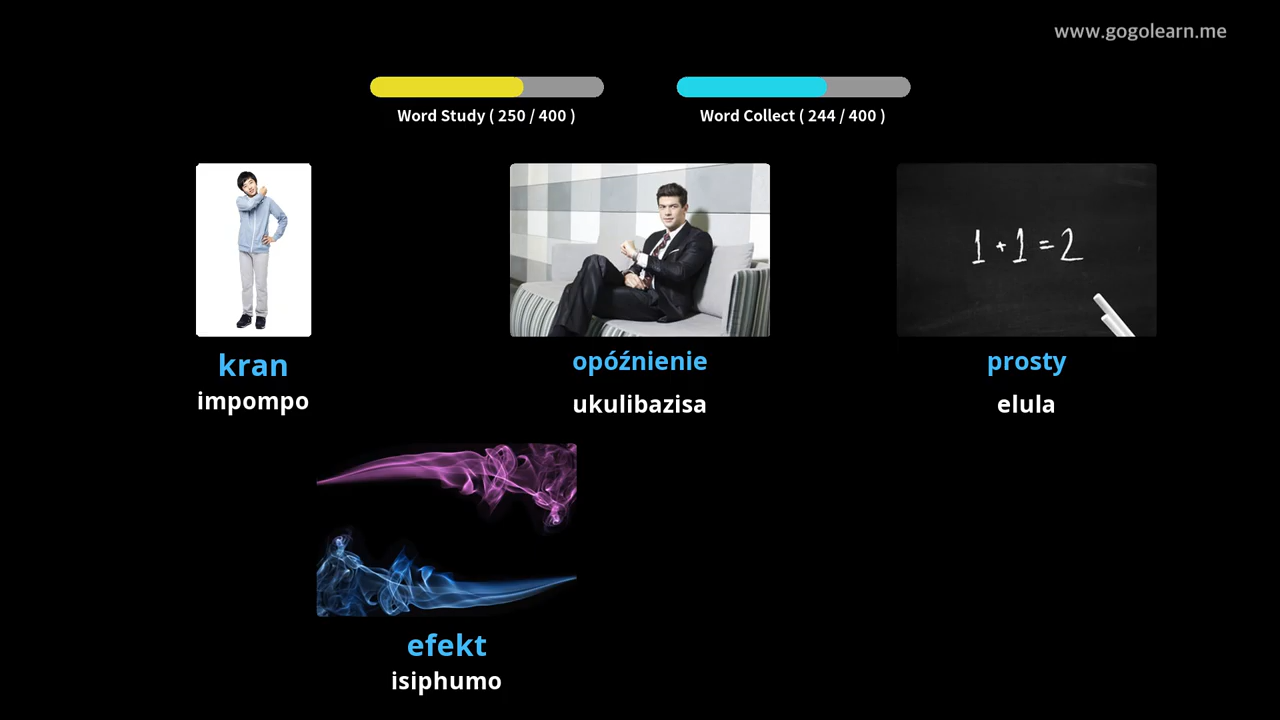 www.gogolearn.me
Word Study ( 250 / 400 )
Word Collect ( 244 / 400 )
1 + 1 = 2
kran
impompo
opóźnienie
ukulibazisa
prosty
elula
efekt
isiphumo